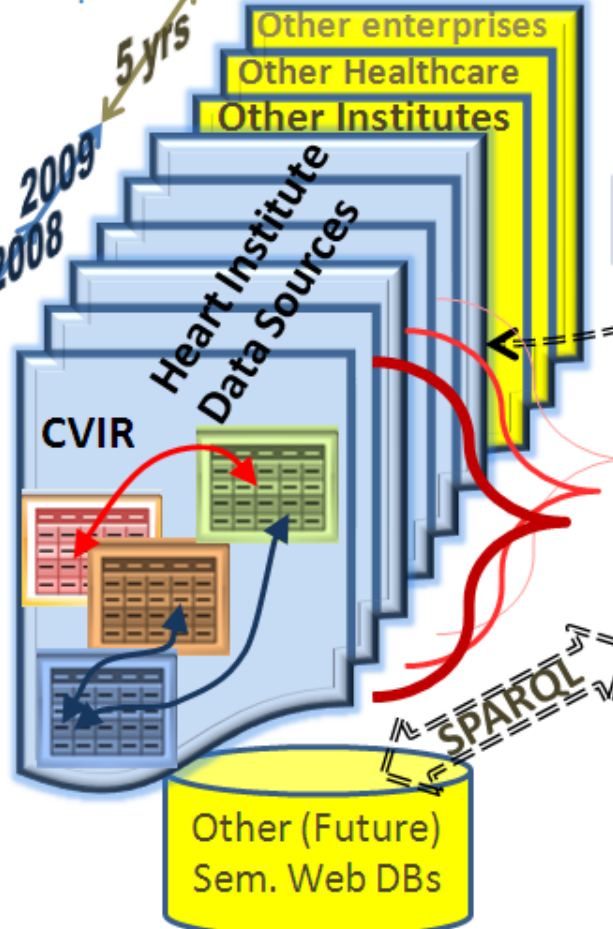 Other enterprises
5 yrs
Other Healthcare
Other Institutes
2009
2008
Heart Institute
Data Sources
CVIR
SPARQL
Other (Future)
Sem. Web DBs